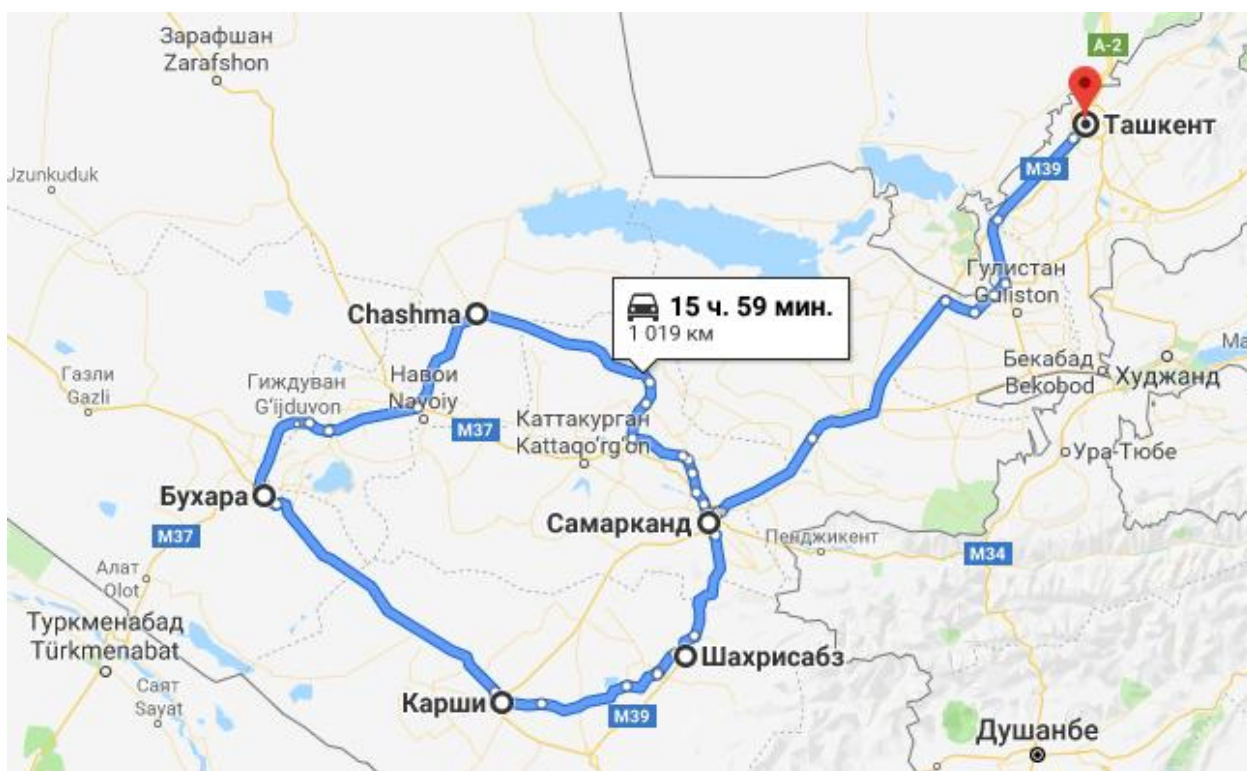 Зарафшан
Zarafshon
A-2
Ташкент
M39
Uzunkuduk
Гулистан
Guliston
15 ч. 59 мин.
1 019 км
Chashma
Бекабад
Bekobod
Худжанд
Газли
Gazli
Гиждуван
G'ijduvon
Навои
Navoiy
M37
Каттакурган
Kattaqo'rg'on
Ура-Тюбе
Бухара
Самарканд
Пенджикент
M37
M34
Алат
Olot
Туркменабад
Türkmenabat
Шахрисабз
Саят
Sayat
Карши
M39
Душанбе